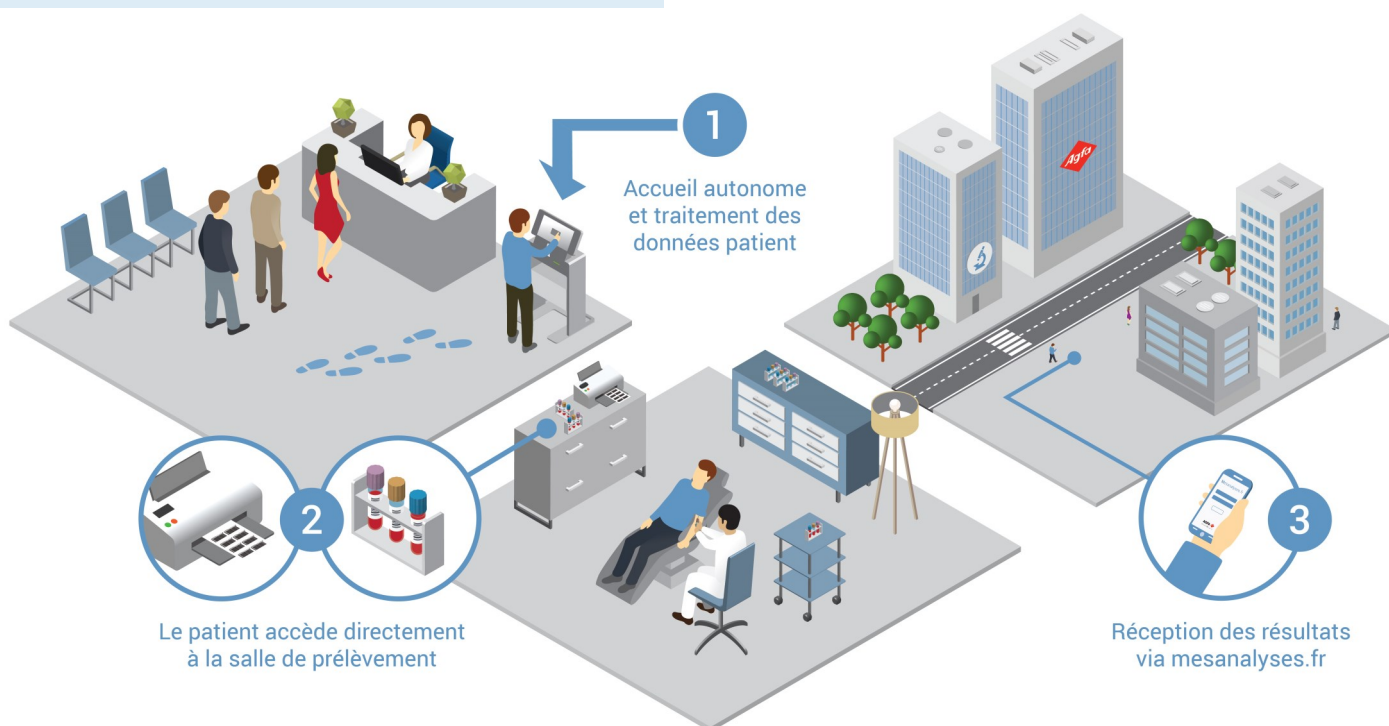 1
Accueil autonome
et traitement des
données patient
Agfa
2
Le patient accède directement
à la salle de prélèvement
3
Réception des résultats
via mesanalyses.fr